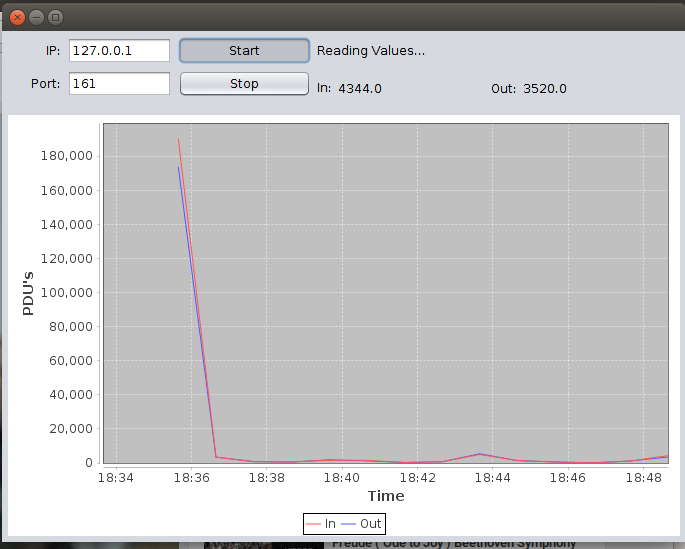 IP: 127.0.0.1 Start Reading Values...
Port: 161 Stop In: 4344.0 Out: 3520.0
180,000
160,000
140,000
120,000
100,000
80,000
60,000
40,000
20,000
0
PDU's
18:34 18:36 18:38 18:40 18:42 18:44 18:46 18:48
Time
In Out
Freude ("Ode to Joy") Beethoven Symphony